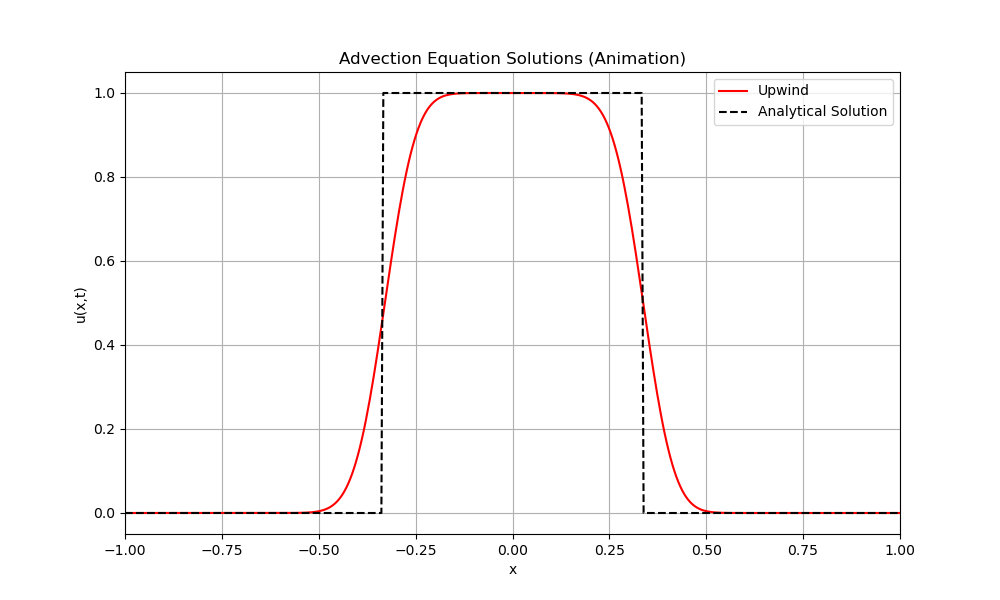 Advection Equation Solutions (Animation)
Upwind
Analytical Solution
1.0
0.8
0.6
0.4
0.2
0.0
u(x,t)
−1.00 −0.75 −0.50 −0.25 0.00 0.25 0.50 0.75 1.00
x